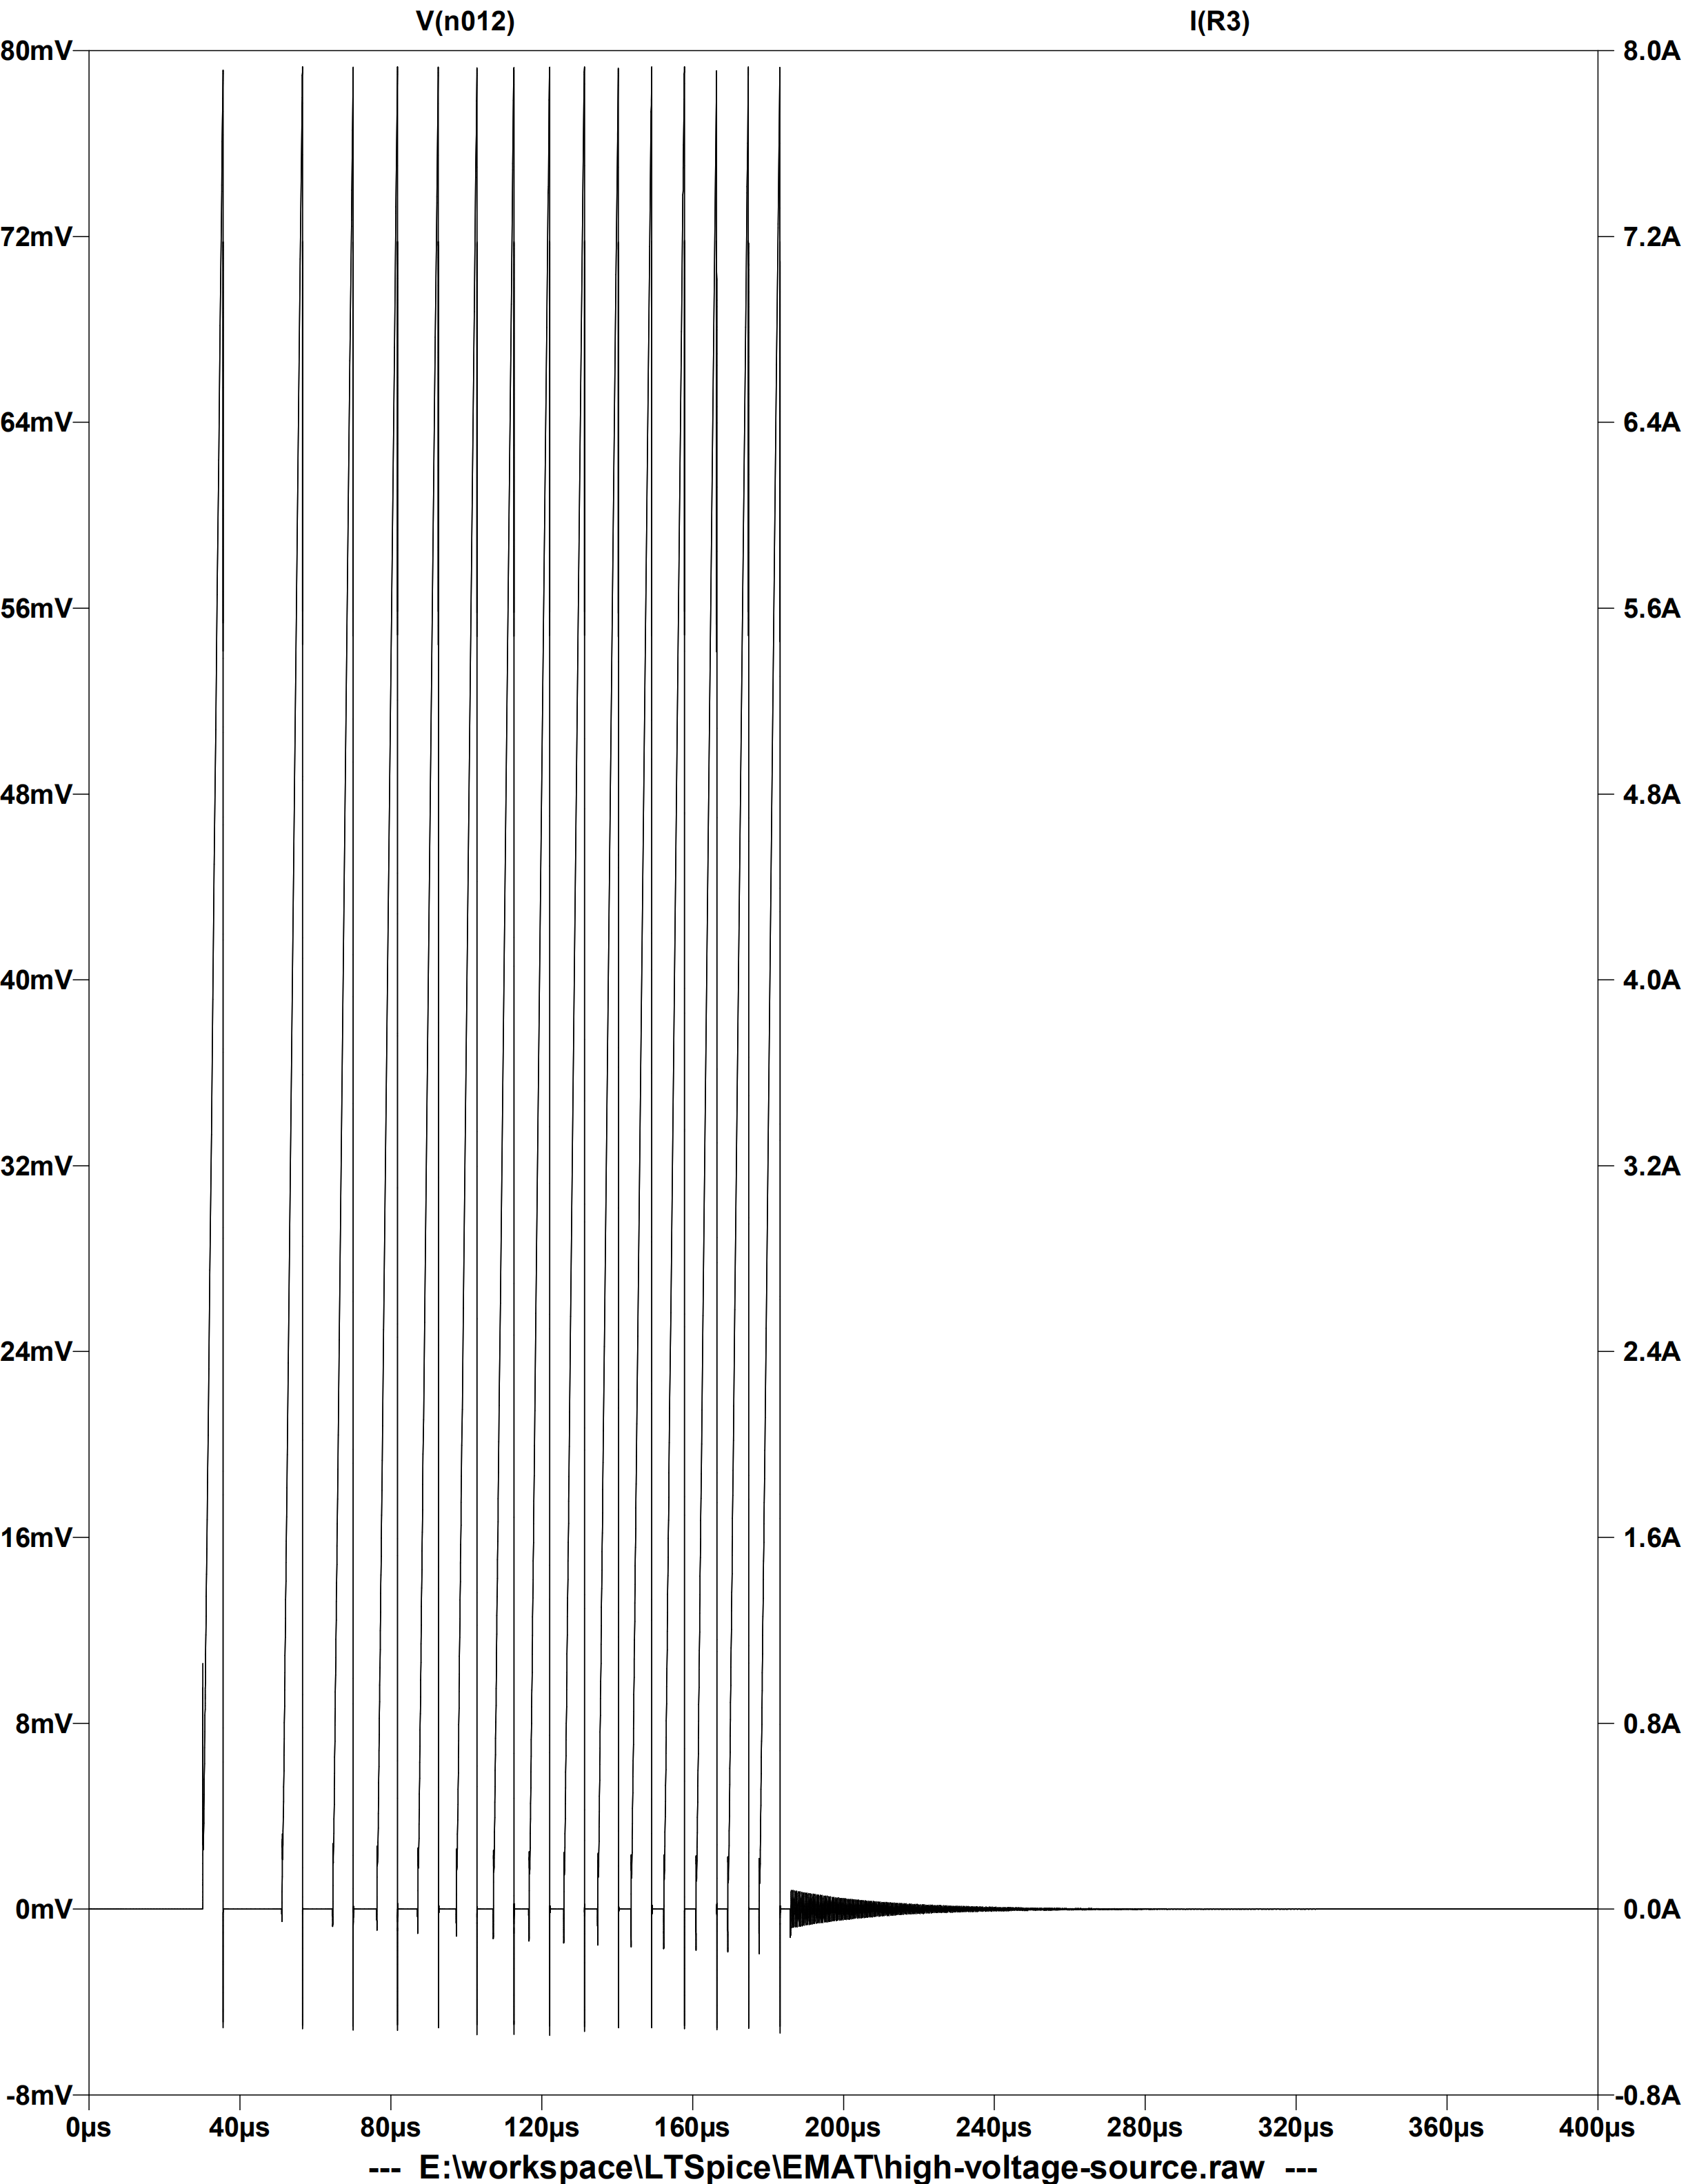 V(n012) I(R3)
80mV 8.0A
72mV 7.2A
64mV 6.4A
56mV 5.6A
48mV 4.8A
40mV 4.0A
32mV 3.2A
24mV 2.4A
16mV 1.6A
8mV 0.8A
0mV 0.0A
-8mV -0.8A
0µs 40µs 80µs 120µs 160µs 200µs 240µs 280µs 320µs 360µs 400µs
--- E:\workspace\LTSpice\EMAT\high-voltage-source.raw ---